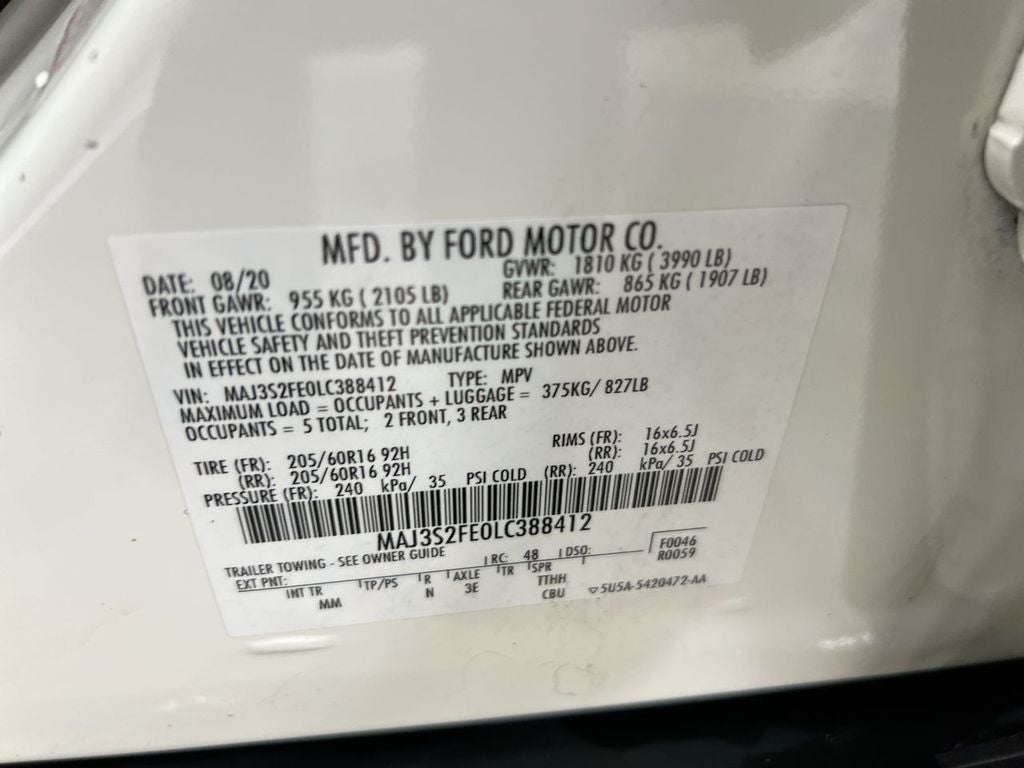 MFD. BY FORD MOTOR CO.
DATE: 08/20 GVWR: 1810 KG ( 3990 LB)
FRONT GAWR: 955 KG ( 2105 LB) REAR GAWR: 865 KG ( 1907 LB)
THIS VEHICLE CONFORMS TO ALL APPLICABLE FEDERAL MOTOR
VEHICLE SAFETY AND THEFT PREVENTION STANDARDS
IN EFFECT ON THE DATE OF MANUFACTURE SHOWN ABOVE.
VIN: MAJ3S2FE0LC388412 TYPE: MPV
MAXIMUM LOAD = OCCUPANTS + LUGGAGE = 375KG/ 827LB
OCCUPANTS = 5 TOTAL; 2 FRONT, 3 REAR
TIRE (FR): 205/60R16 92H RIMS (FR): 16x6.5J
(RR): 205/60R16 92H (RR): 16x6.5J
PRESSURE (FR): 240 kPa/ 35 PSI COLD (RR): 240 kPa/ 35 PSI COLD
MAJ3S2FE0LC388412
TRAILER TOWING - SEE OWNER GUIDE
EXT PNT: RC: 48 DSO: F0046
R0059
INT TR TP/PS R AXLE TR SPR
MM N 3E TTHH
CBU
5U5A-5420472-AA